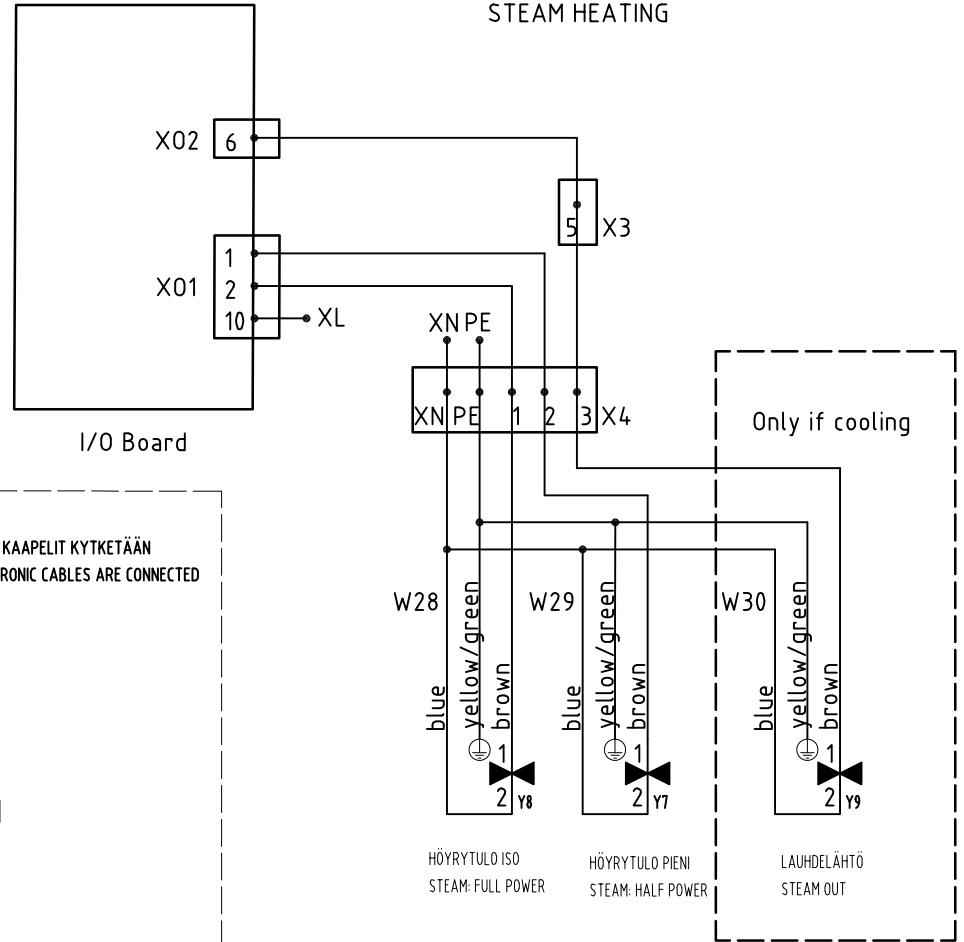 STEAM HEATING
XO2
6
5
X3
XO1
1
2
10
XL
XN PE
XN PE 1 2 3 X4
I/O Board
Only if cooling
KAAPELIT KYTKETÄÄN
RONIC CABLES ARE CONNECTED
W28
W29
W30
blue
yellow/green
brown
blue
yellow/green
brown
blue
yellow/green
brown
1
2
Y8
1
2
Y7
1
2
Y9
HÖYRYTULO ISO
STEAM: FULL POWER
HÖYRYTULO PIENI
STEAM: HALF POWER
LAUHDELÄHTÖ
STEAM OUT